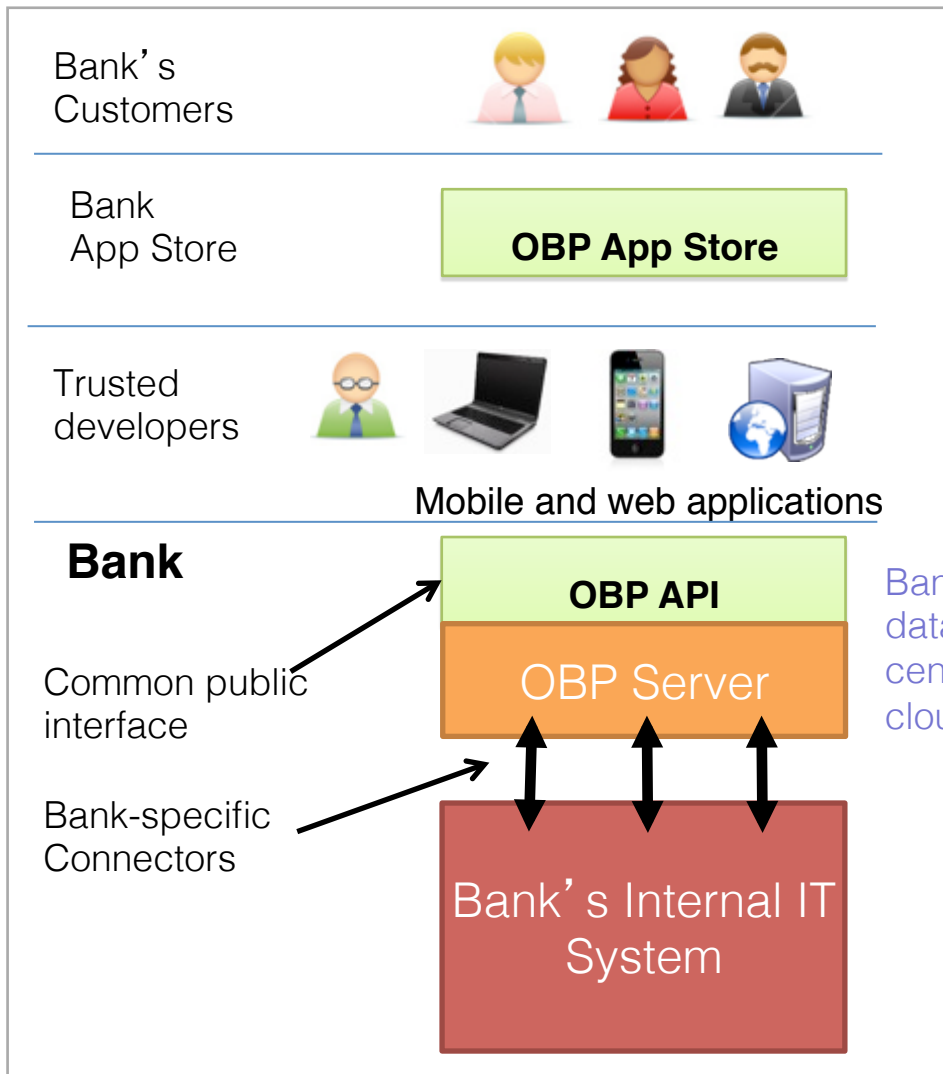 Bank’s
Customers
Bank
App Store
OBP App Store
Trusted
developers
Mobile and web applications
Bank
OBP API
OBP Server
Common public
interface
Bank-specific
Connectors
Bank’s Internal IT
System